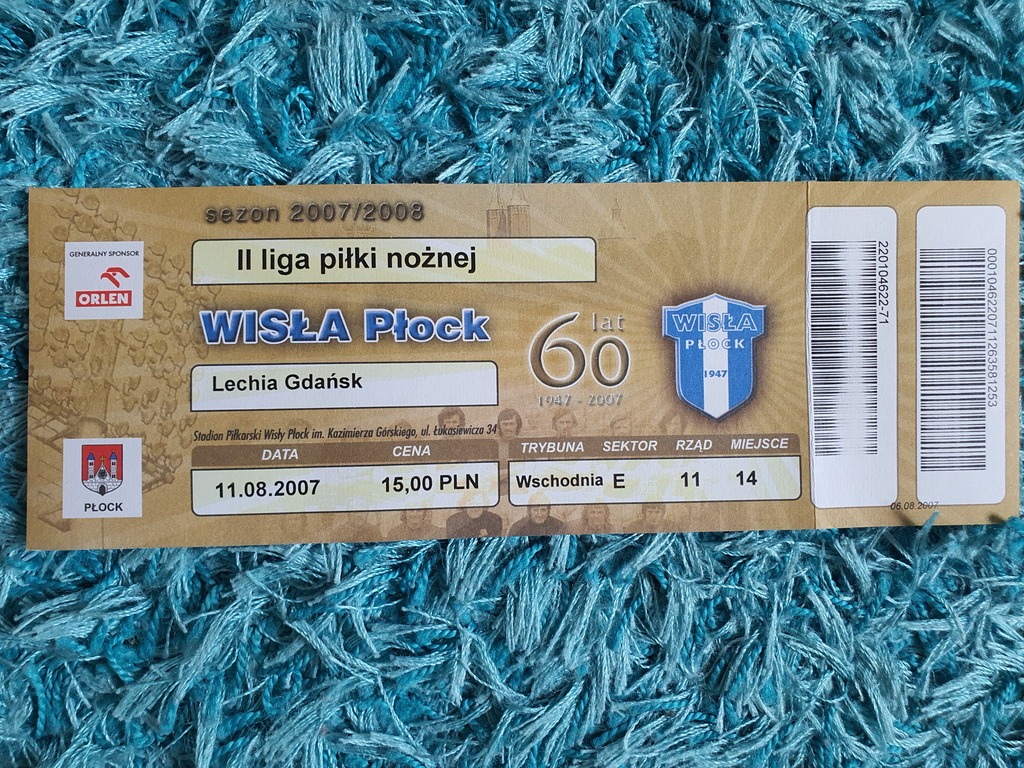 sezon 2007/2008
GENERALNY SPONSOR
ORLEN
II liga piłki nożnej
WISŁA Płock
60 lat
1947 - 2007
WISŁA
PŁOCK
1947
Lechia Gdańsk
Stadion Piłkarski Wisły Płock im. Kazimierza Górskiego, ul. Łukasiewicza 34
DATA CENA
11.08.2007 15,00 PLN
TRYBUNA SEKTOR RZĄD MIEJSCE
Wschodnia E 11 14
PŁOCK
220104622-71
0001046220711263581253
06.08.2007